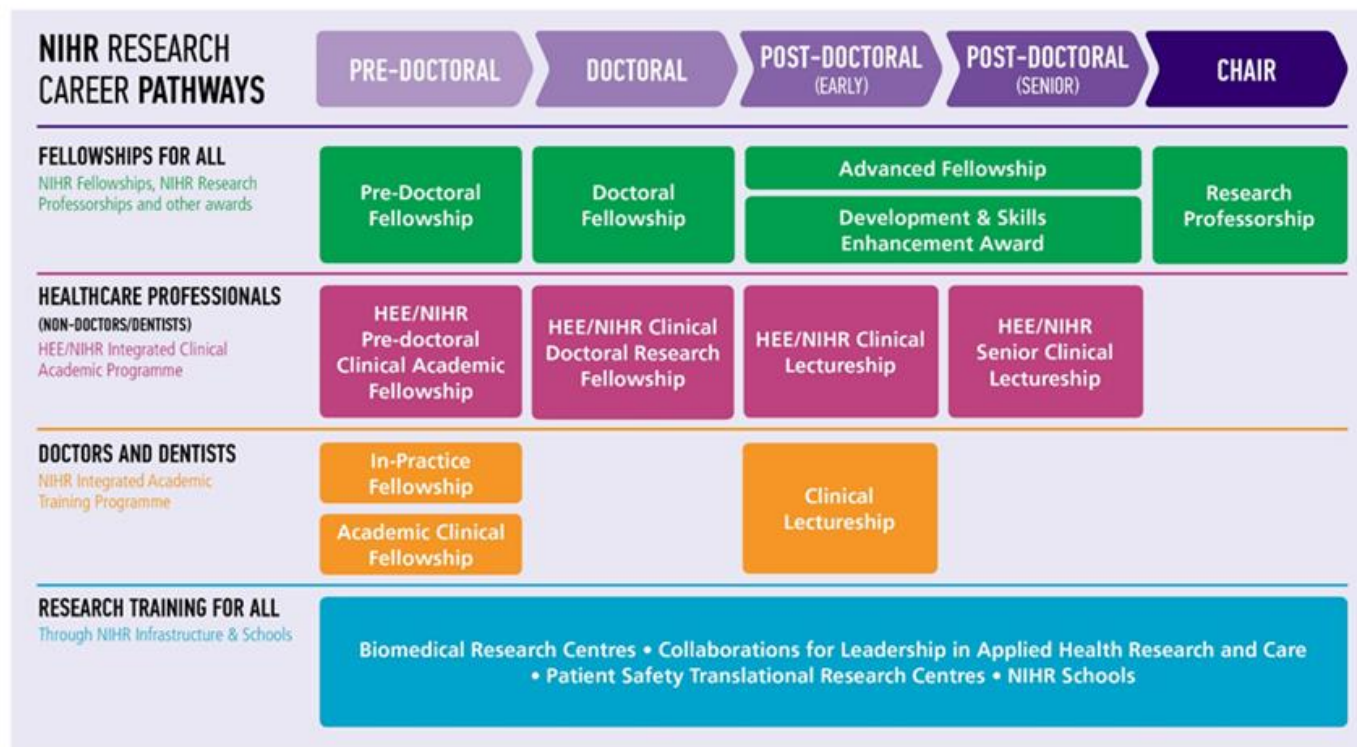 NIHR RESEARCH
CAREER PATHWAYS
PRE-DOCTORAL
DOCTORAL
POST-DOCTORAL
(EARLY)
POST-DOCTORAL
(SENIOR)
CHAIR
FELLOWSHIPS FOR ALL
NIHR Fellowships, NIHR Research
Professorships and other awards
Pre-Doctoral
Fellowship
Doctoral
Fellowship
Advanced Fellowship
Development & Skills
Enhancement Award
Research
Professorship
HEALTHCARE PROFESSIONALS
(NON-DOCTORS/DENTISTS)
HEE/NIHR Integrated Clinical
Academic Programme
HEE/NIHR
Pre-doctoral
Clinical Academic
Fellowship
HEE/NIHR Clinical
Doctoral Research
Fellowship
HEE/NIHR Clinical
Lectureship
HEE/NIHR
Senior Clinical
Lectureship
DOCTORS AND DENTISTS
NIHR Integrated Academic
Training Programme
In-Practice
Fellowship
Academic Clinical
Fellowship
Clinical
Lectureship
RESEARCH TRAINING FOR ALL
Through NIHR Infrastructure & Schools
Biomedical Research Centres • Collaborations for Leadership in Applied Health Research and Care
• Patient Safety Translational Research Centres • NIHR Schools